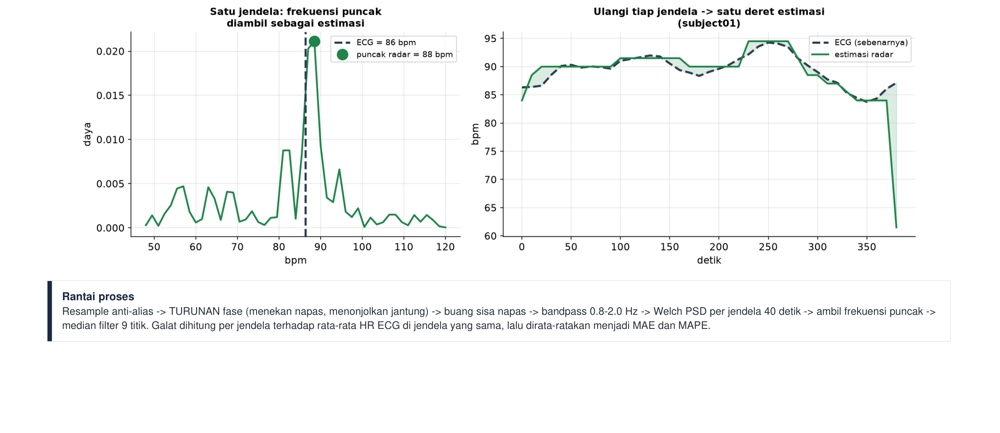 Satu jendela: frekuensi puncak
diambil sebagai estimasi
daya
0.020
0.015
0.010
0.005
0.000
ECG = 86 bpm
puncak radar = 88 bpm
50 60 70 80 90 100 110 120
bpm
Ulangi tiap jendela -> satu deret estimasi
(subject01)
bpm
95
90
85
80
75
70
65
60
ECG (sebenarnya)
estimasi radar
0 50 100 150 200 250 300 350
detik
Rantai proses
Resample anti-alias -> TURUNAN fase (menekan napas, menonjolkan jantung) -> buang sisa napas -> bandpass 0.8-2.0 Hz -> Welch PSD per jendela 40 detik -> ambil frekuensi puncak ->
median filter 9 titik. Galat dihitung per jendela terhadap rata-rata HR ECG di jendela yang sama, lalu dirata-ratakan menjadi MAE dan MAPE.